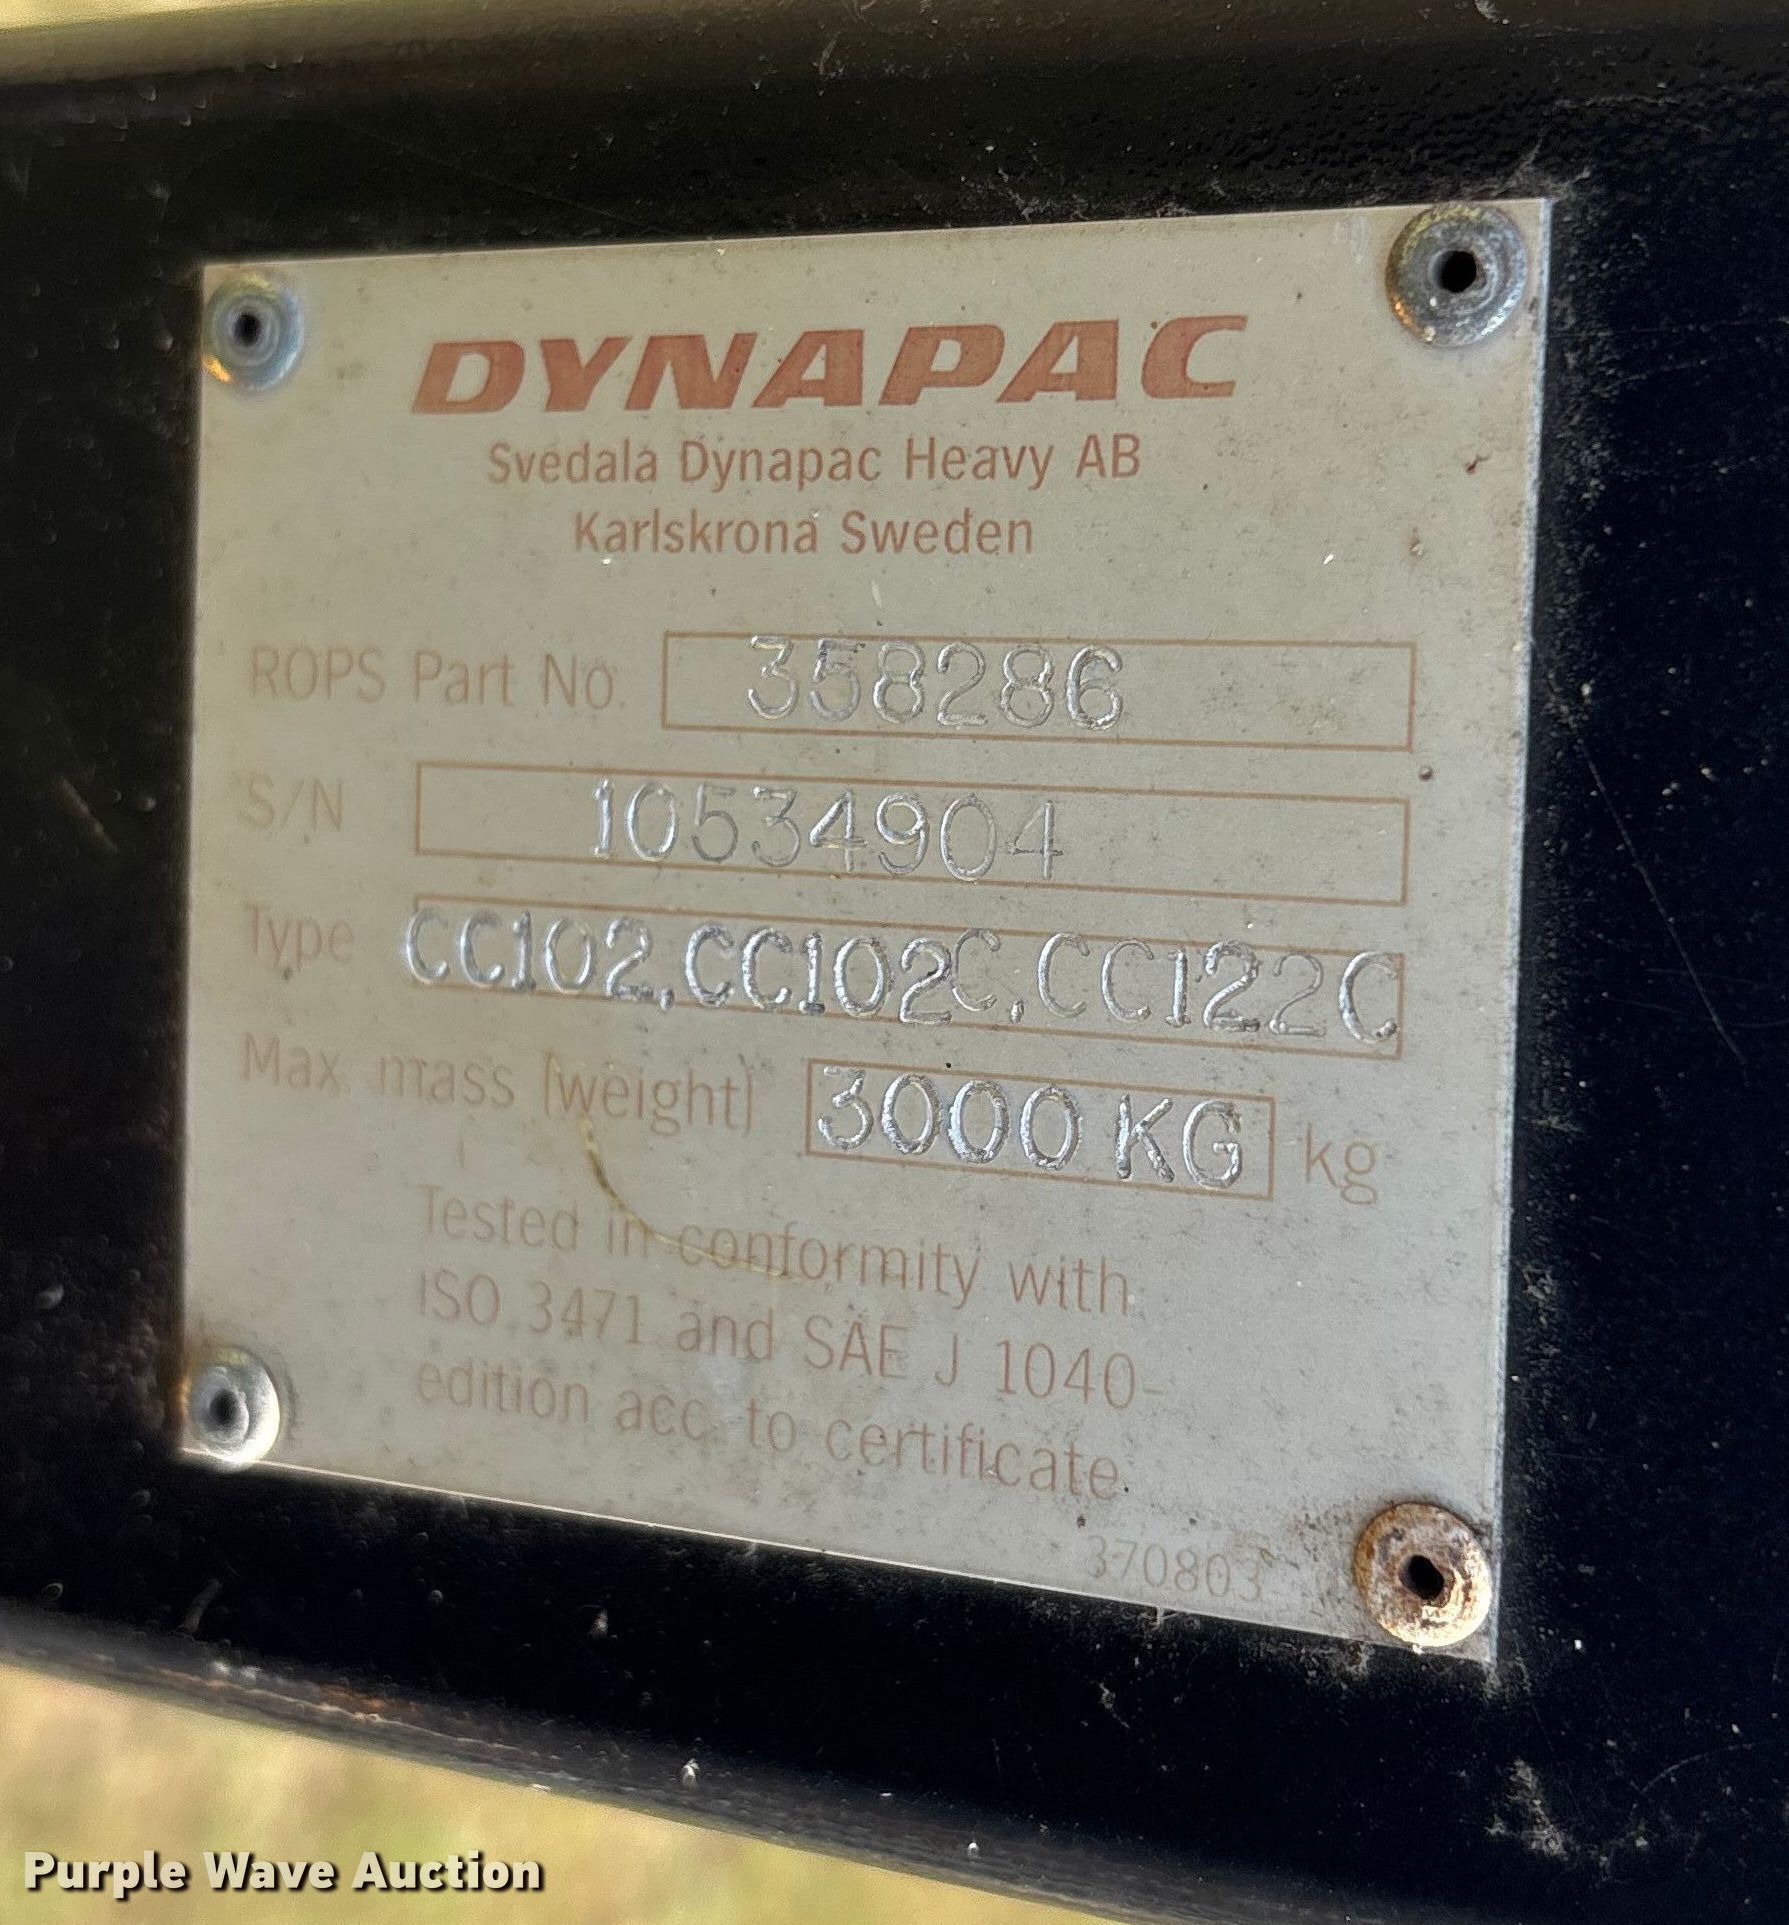 DYNAPAC
Svedala Dynapac Heavy AB
Karlskrona Sweden
ROPS Part No. 358286
S/N 10534904
Type CC102,CC102C,CC122C
Max mass (weight) 3000 KG kg
Tested in conformity with
ISO 3471 and SAE J 1040-
edition acc. to certificate.
370803
Purple Wave Auction